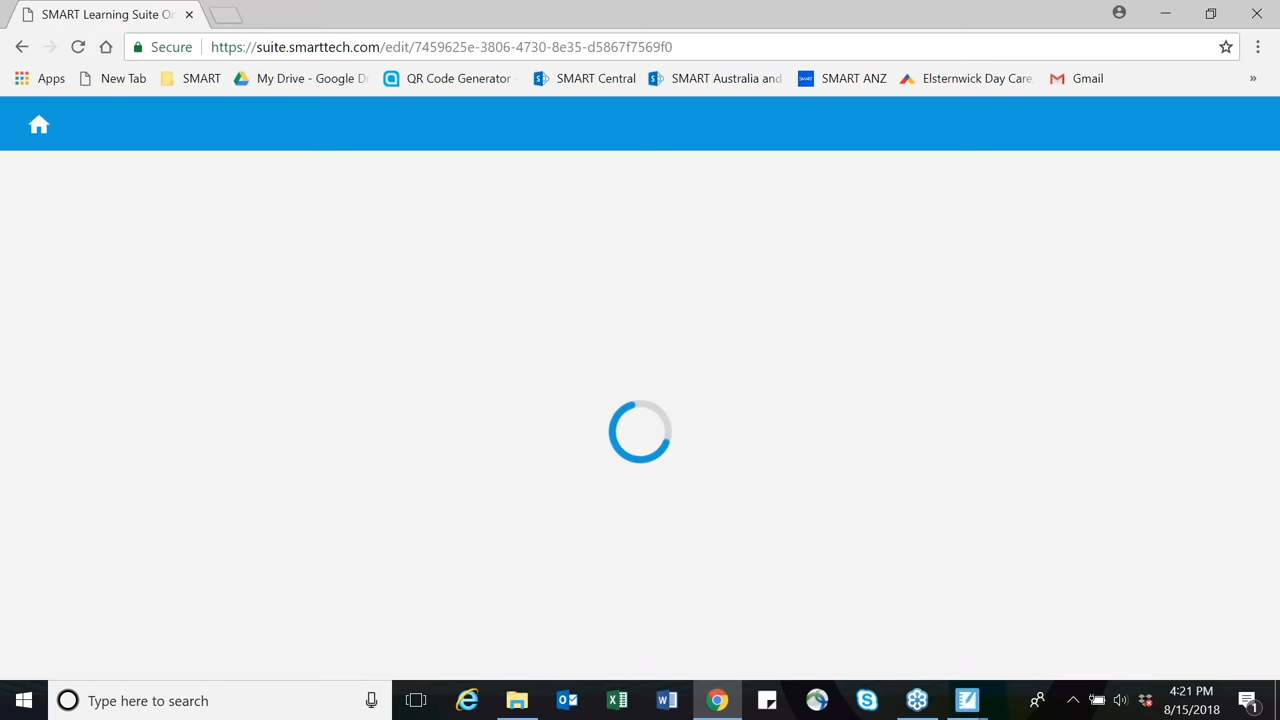 SMART Learning Suite On
Secure
https://suite.smarttech.com/edit/7459625e-3806-4730-8e35-d5867f7569f0
Apps New Tab SMART My Drive - Google Dr QR Code Generator - SMART Central SMART Australia and SMART ANZ Elsternwick Day Care, Gmail »
Type here to search
4:21 PM
8/15/2018
1